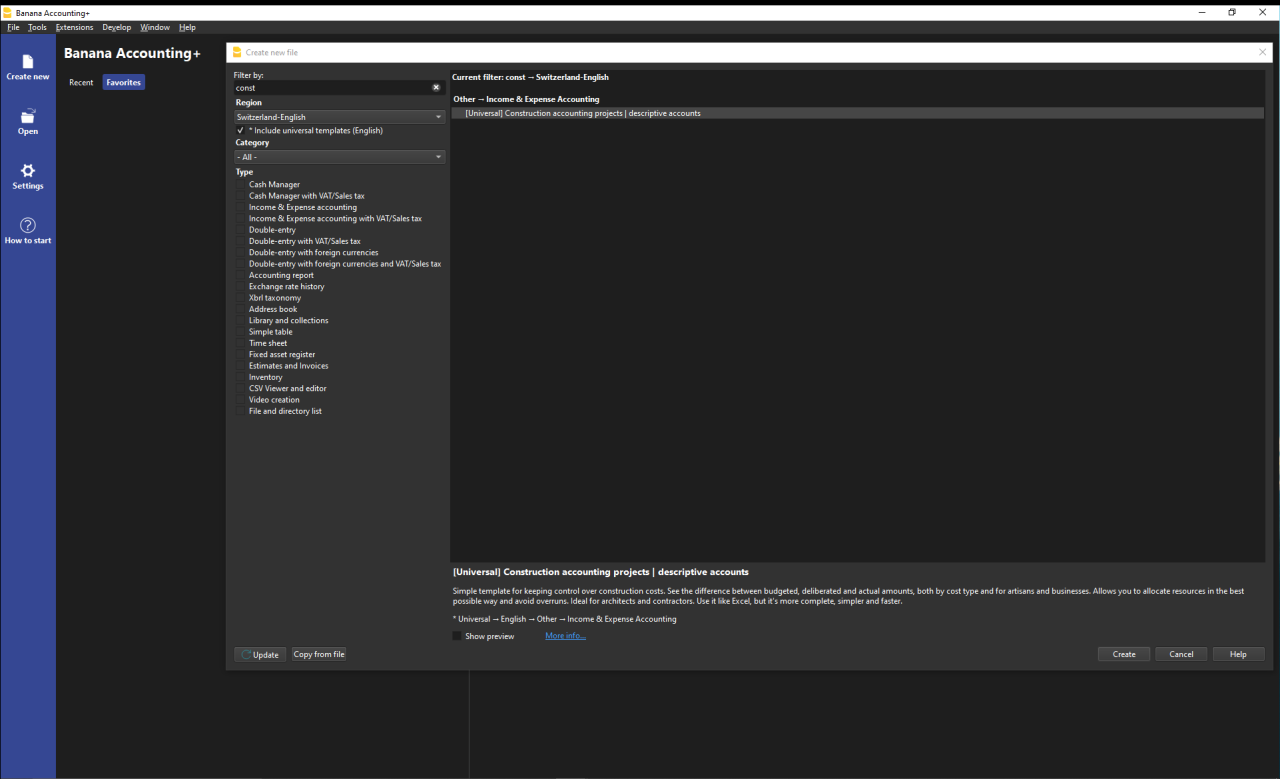 Banana Accounting+
File Tools Extensions Develop Window Help
Create new
Open
Settings
How to start
Banana Accounting+
Recent Favorites
Create new file
Filter by:
const
Region
Switzerland-English
* Include universal templates (English)
Category
- All -
Type
Cash Manager
Cash Manager with VAT/Sales tax
Income & Expense accounting
Income & Expense accounting with VAT/Sales tax
Double-entry
Double-entry with VAT/Sales tax
Double-entry with foreign currencies
Double-entry with foreign currencies and VAT/Sales tax
Accounting report
Exchange rate history
Xbrl taxonomy
Address book
Library and collections
Simple table
Time sheet
Fixed asset register
Estimates and Invoices
Inventory
CSV Viewer and editor
Video creation
File and directory list
Update Copy from file
Current filter: const → Switzerland-English
Other → Income & Expense Accounting
[Universal] Construction accounting projects | descriptive accounts
[Universal] Construction accounting projects | descriptive accounts
Simple template for keeping control over construction costs. See the difference between budgeted, deliberated and actual amounts, both by cost type and for artisans and businesses. Allows you to allocate resources in the best
possible way and avoid overruns. Ideal for architects and contractors. Use it like Excel, but it's more complete, simpler and faster.
* Universal → English → Other → Income & Expense Accounting
Show preview More info...
Create Cancel Help